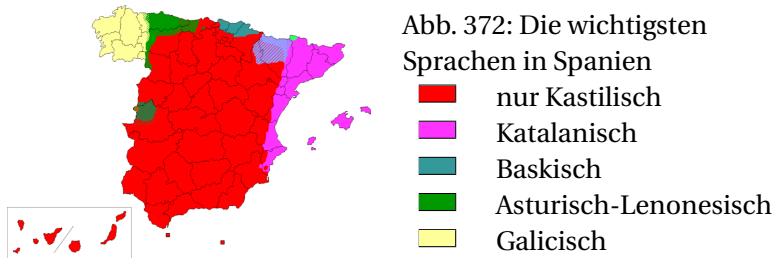 Abb. 372: Die wichtigsten
Sprachen in Spanien
nur Kastilisch
Katalanisch
Baskisch
Asturisch-Lenonesisch
Galicisch